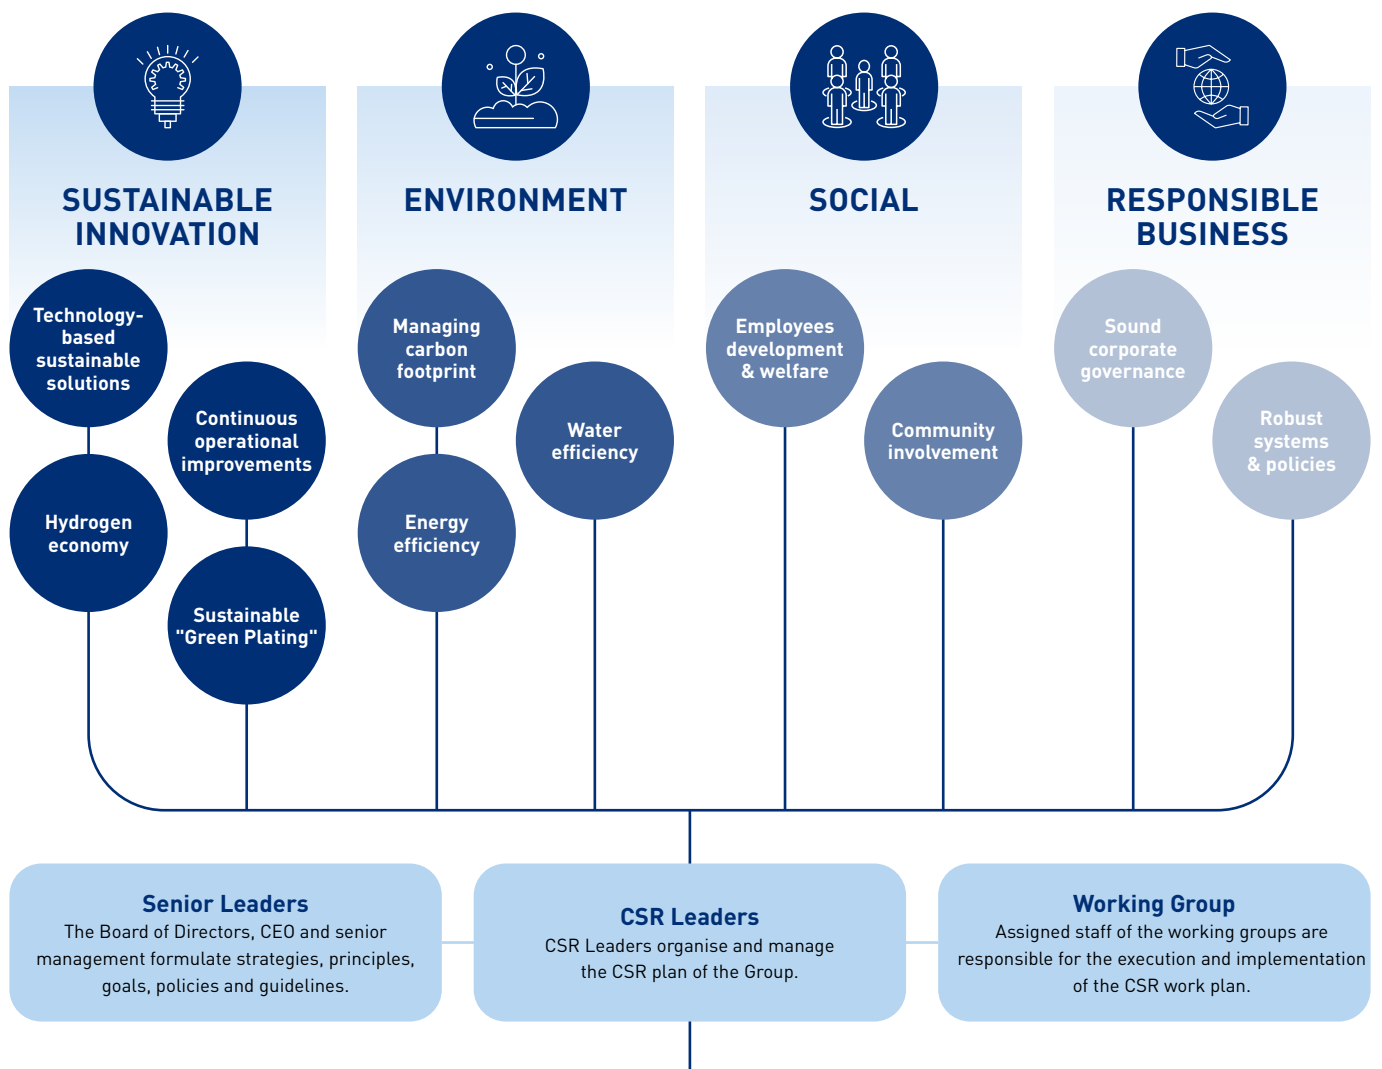 SUSTAINABLE
INNOVATION
Technology-
based
sustainable
solutions
Continuous
operational
improvements
Hydrogen
economy
Sustainable
"Green Plating"
ENVIRONMENT
Managing
carbon
footprint
Water
efficiency
Energy
efficiency
SOCIAL
Employees
development
& welfare
Community
involvement
RESPONSIBLE
BUSINESS
Sound
corporate
governance
Robust
systems
& policies
Senior Leaders
The Board of Directors, CEO and senior
management formulate strategies, principles,
goals, policies and guidelines.
CSR Leaders
CSR Leaders organise and manage
the CSR plan of the Group.
Working Group
Assigned staff of the working groups are
responsible for the execution and implementation
of the CSR work plan.